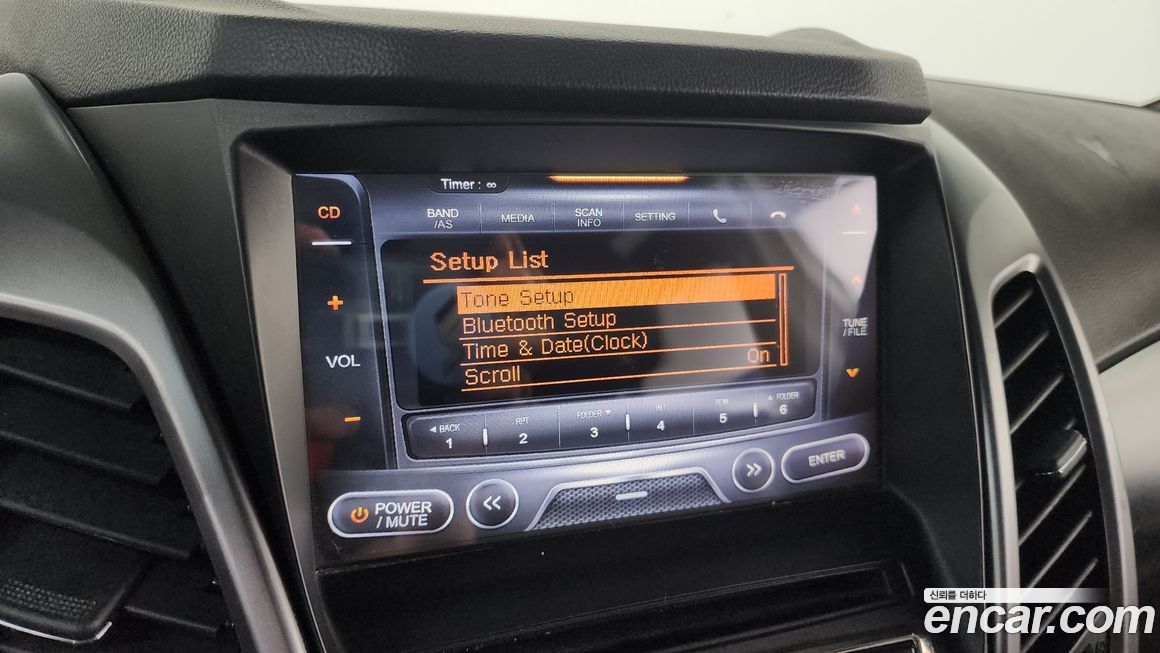 Timer : ∞
CD
BAND
/AS
MEDIA
SCAN
INFO
SETTING
Setup List
Tone Setup
Bluetooth Setup
Time & Date(Clock)
Scroll On
+
VOL
−
TUNE
/FILE
◀ BACK
1
RPT
2
FOLDER ▼
3
INT
4
RDM
5
▲ FOLDER
6
POWER
/ MUTE
<<
>>
ENTER
신뢰를 더하다
encar.com